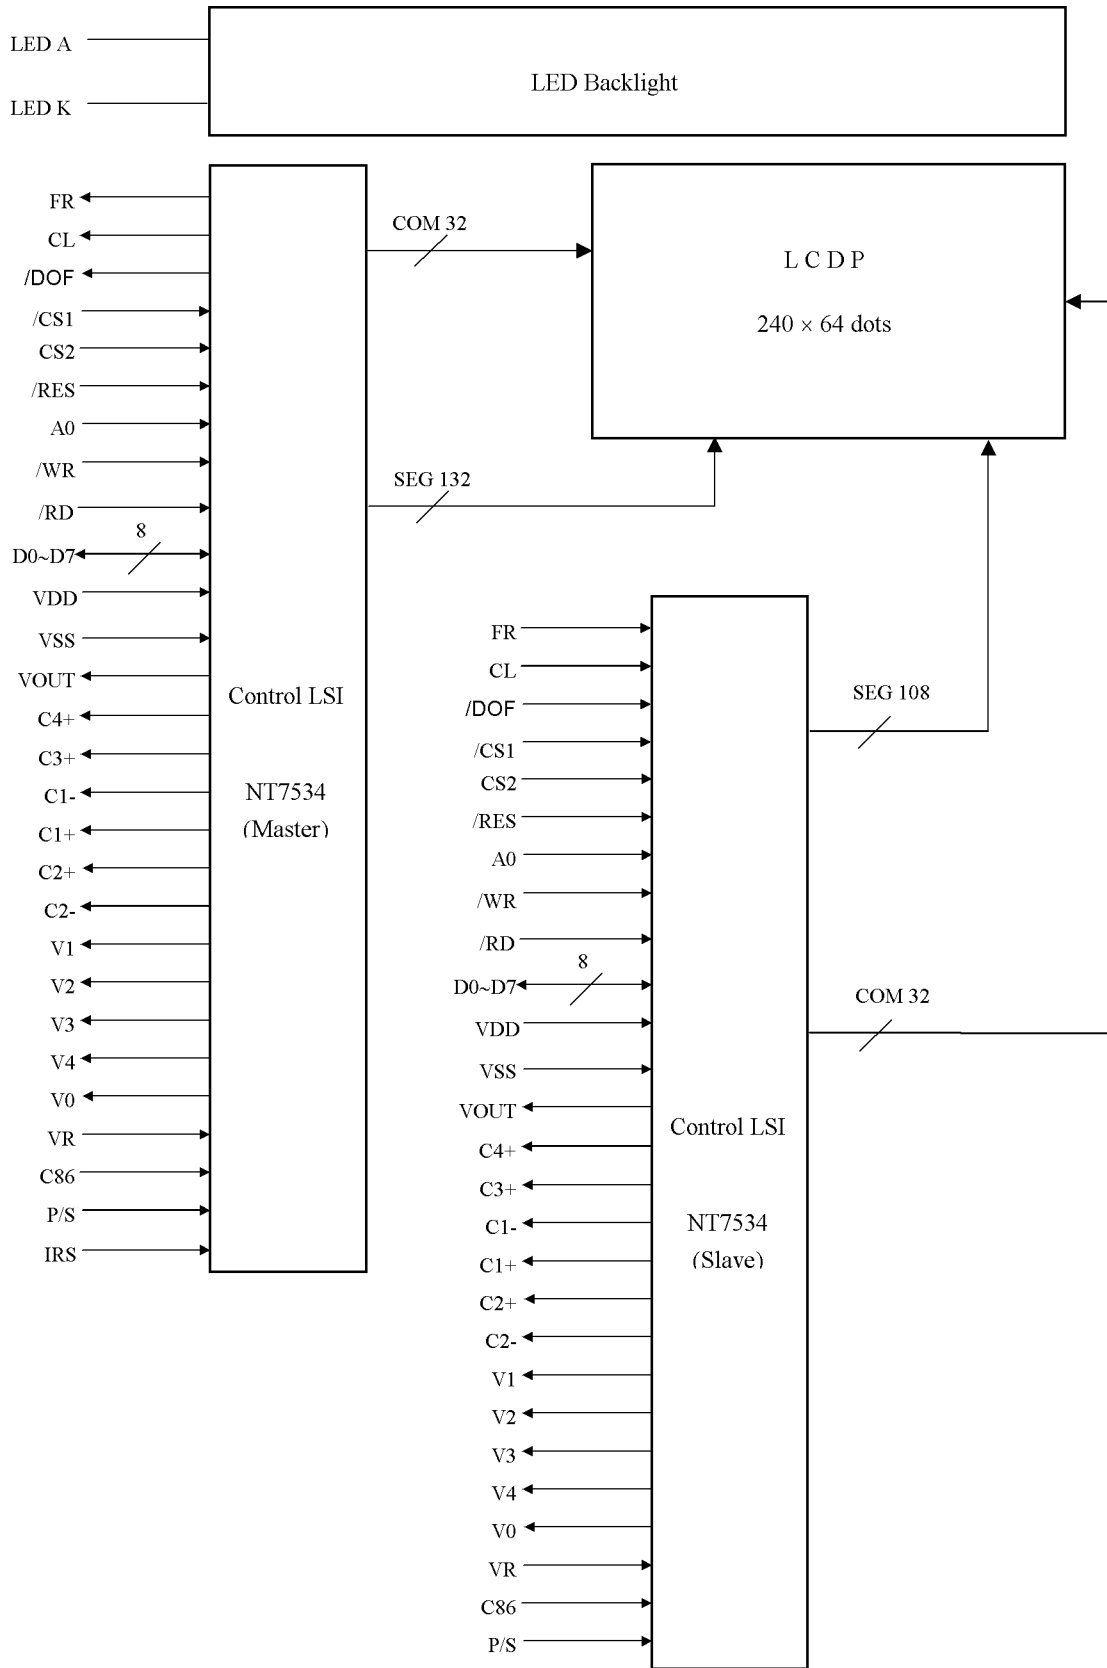 LED A
LED Backlight
LED K
FR
CL
/DOF
/CS1
CS2
/RES
A0
/WR
/RD
8
D0~D7
VDD
VSS
VOUT
C4+
C3+
C1-
C1+
C2+
C2-
V1
V2
V3
V4
V0
VR
C86
P/S
IRS
Control LSI
NT7534
(Master)
COM 32
SEG 132
L C D P
240 × 64 dots
FR
CL
/DOF
/CS1
CS2
/RES
A0
/WR
/RD
8
D0~D7
VDD
VSS
VOUT
C4+
C3+
C1-
C1+
C2+
C2-
V1
V2
V3
V4
V0
VR
C86
P/S
Control LSI
NT7534
(Slave)
SEG 108
COM 32